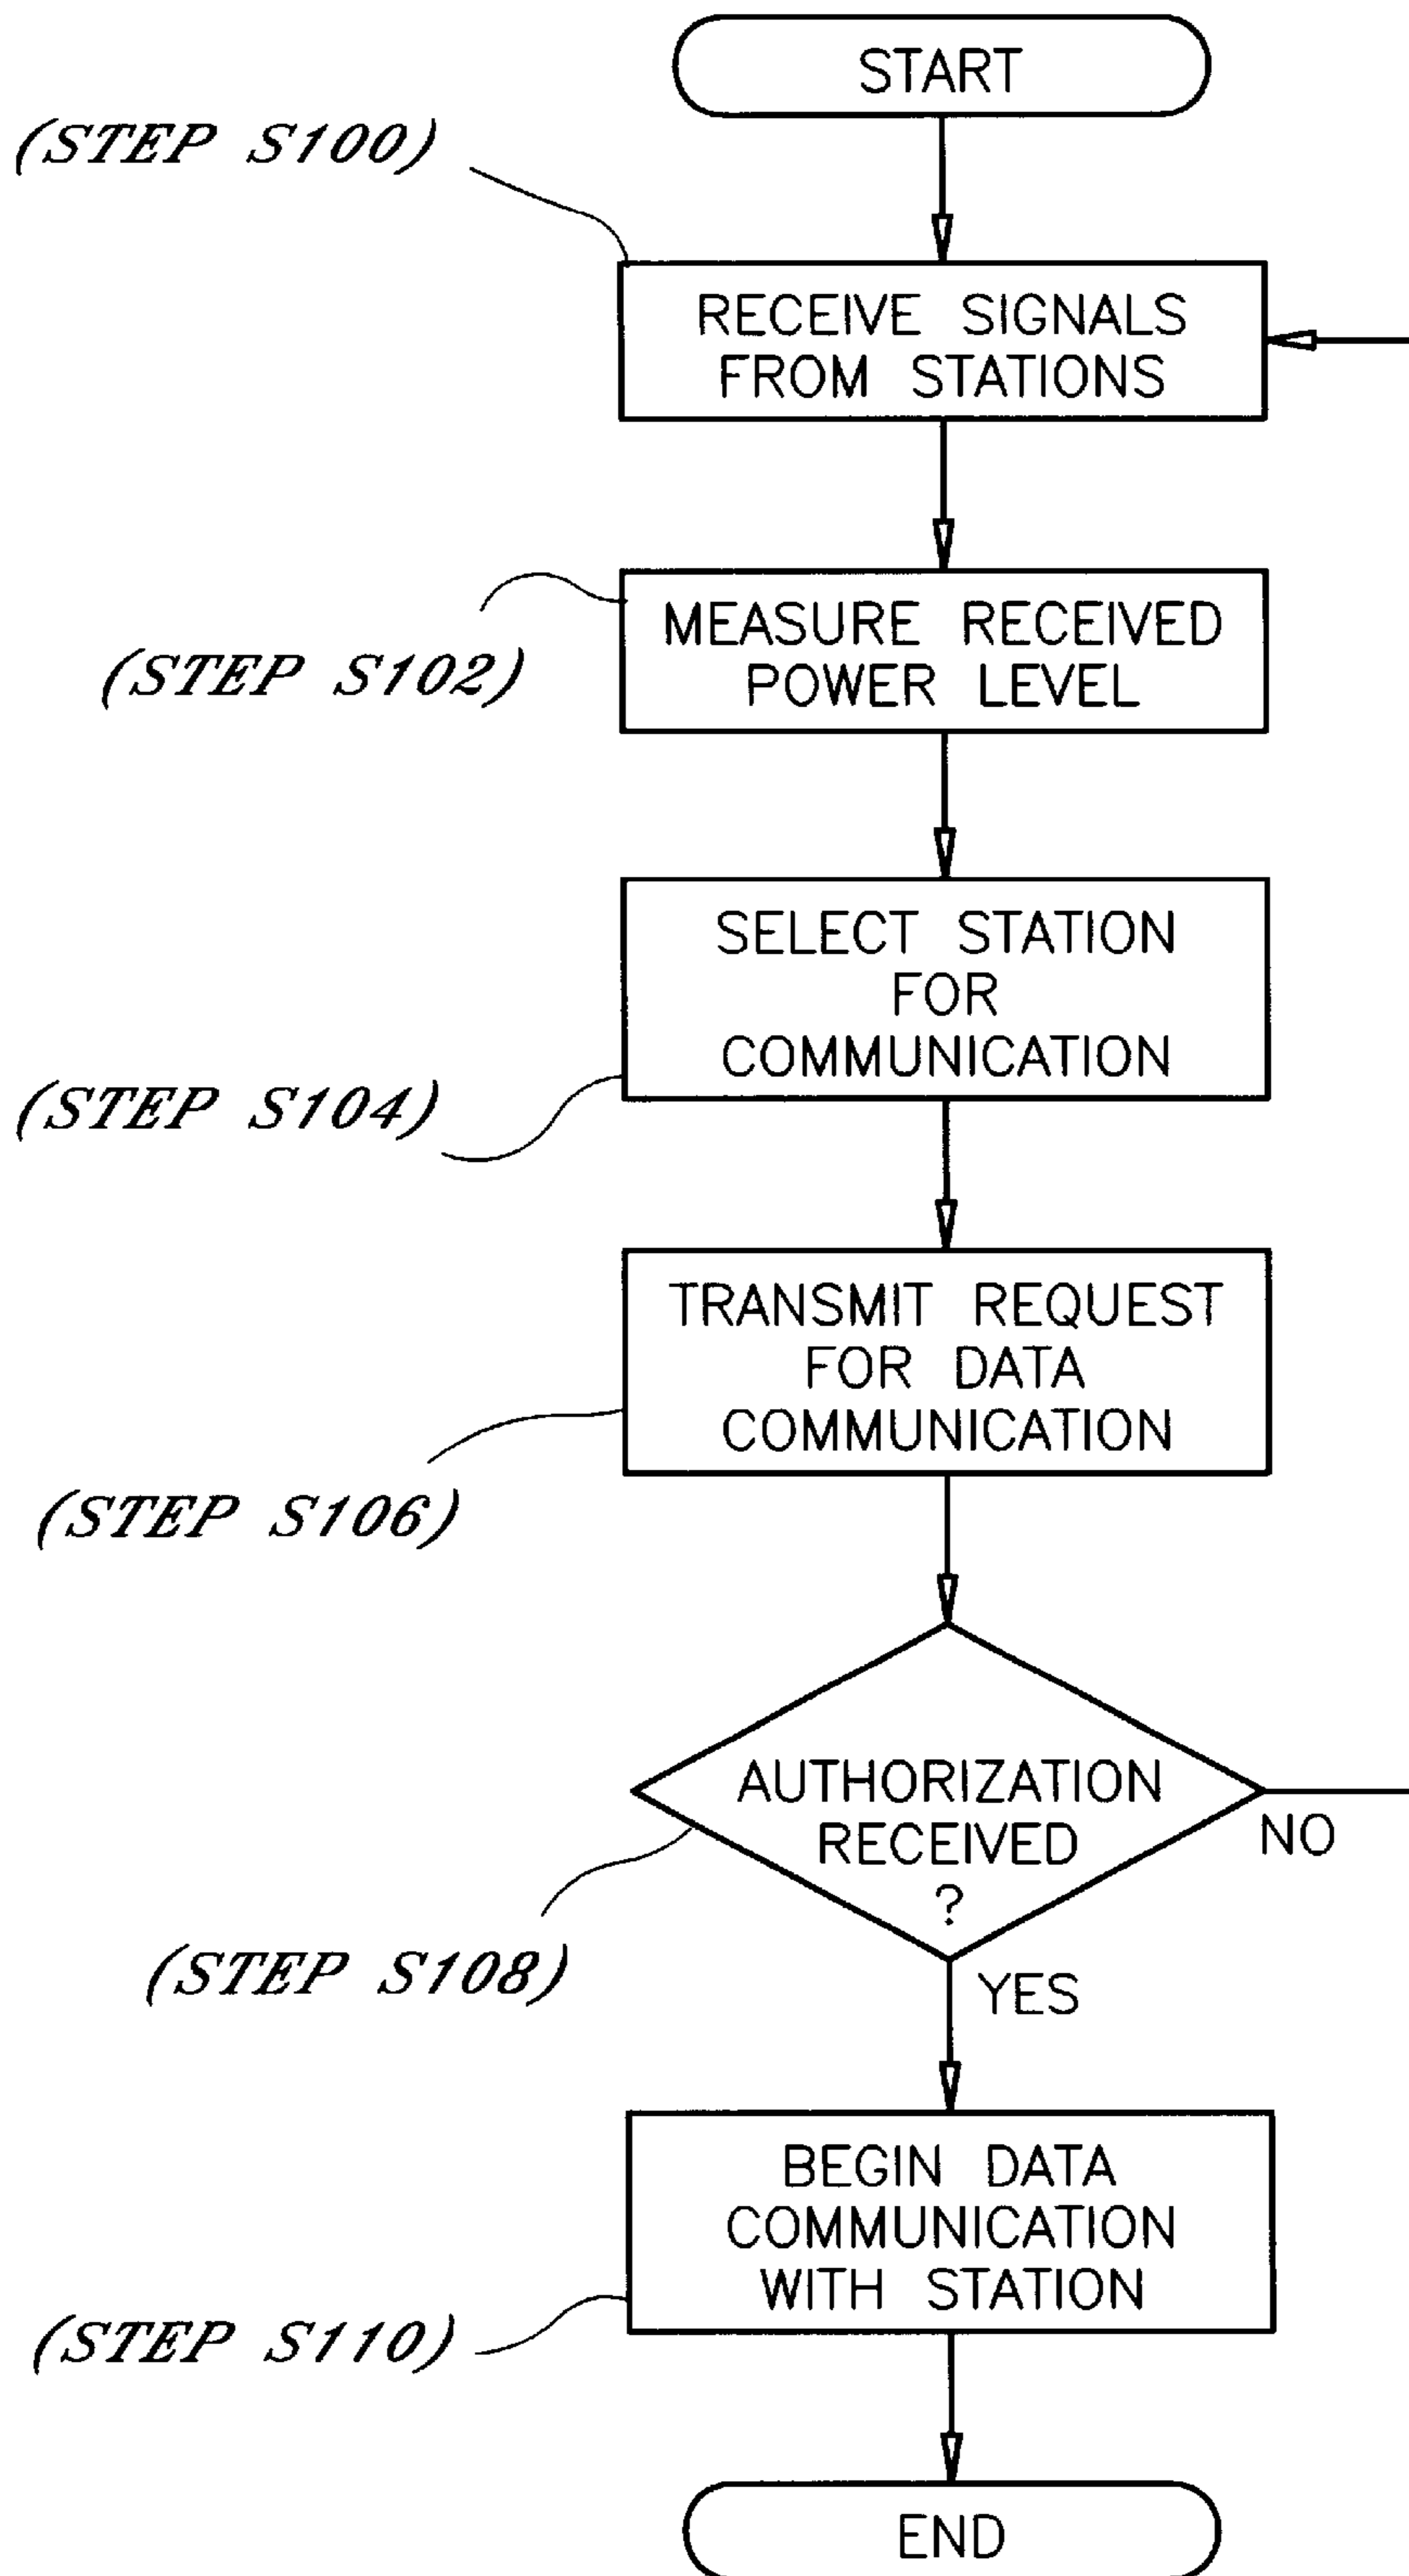 START
(STEP S100)
RECEIVE SIGNALS
FROM STATIONS
MEASURE RECEIVED
POWER LEVEL
(STEP S102)
SELECT STATION
FOR
COMMUNICATION
(STEP S104)
TRANSMIT REQUEST
FOR DATA
COMMUNICATION
(STEP S106)
AUTHORIZATION
RECEIVED
?
NO
(STEP S108)
YES
BEGIN DATA
COMMUNICATION
WITH STATION
(STEP S110)
END